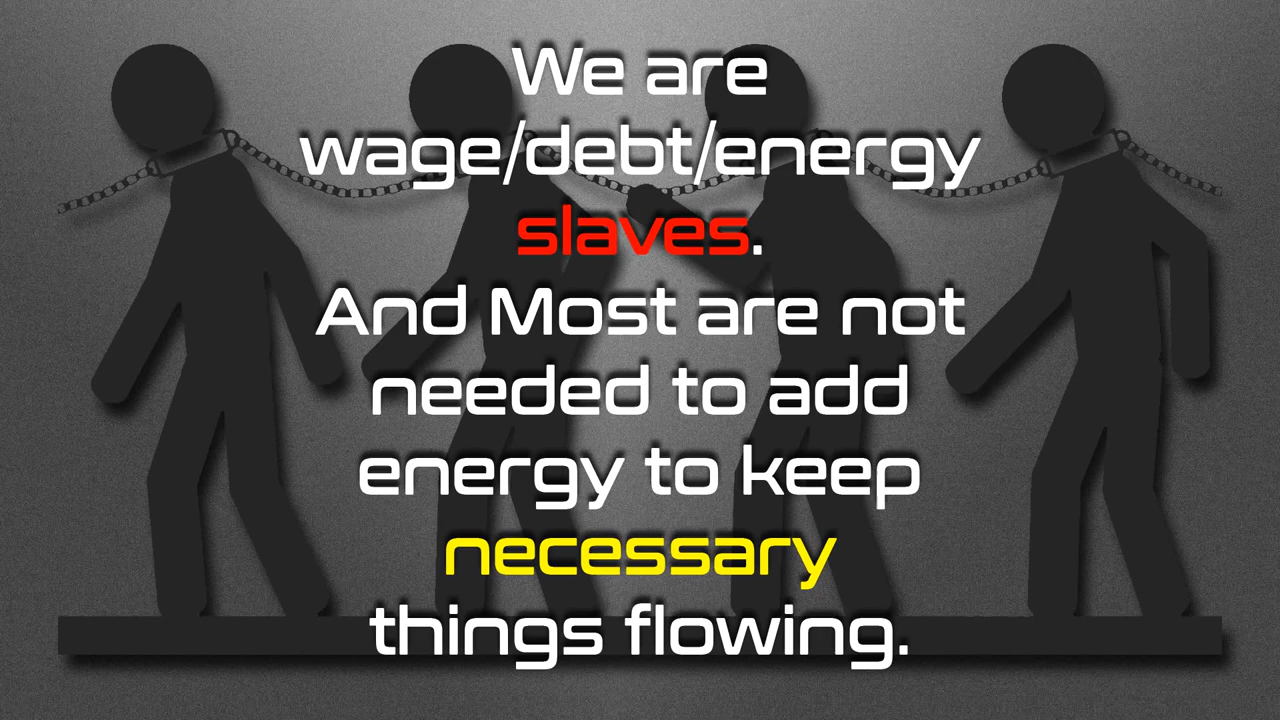 We are
wage/debt/energy
slaves.
And Most are not
needed to add
energy to keep
necessary
things flowing.